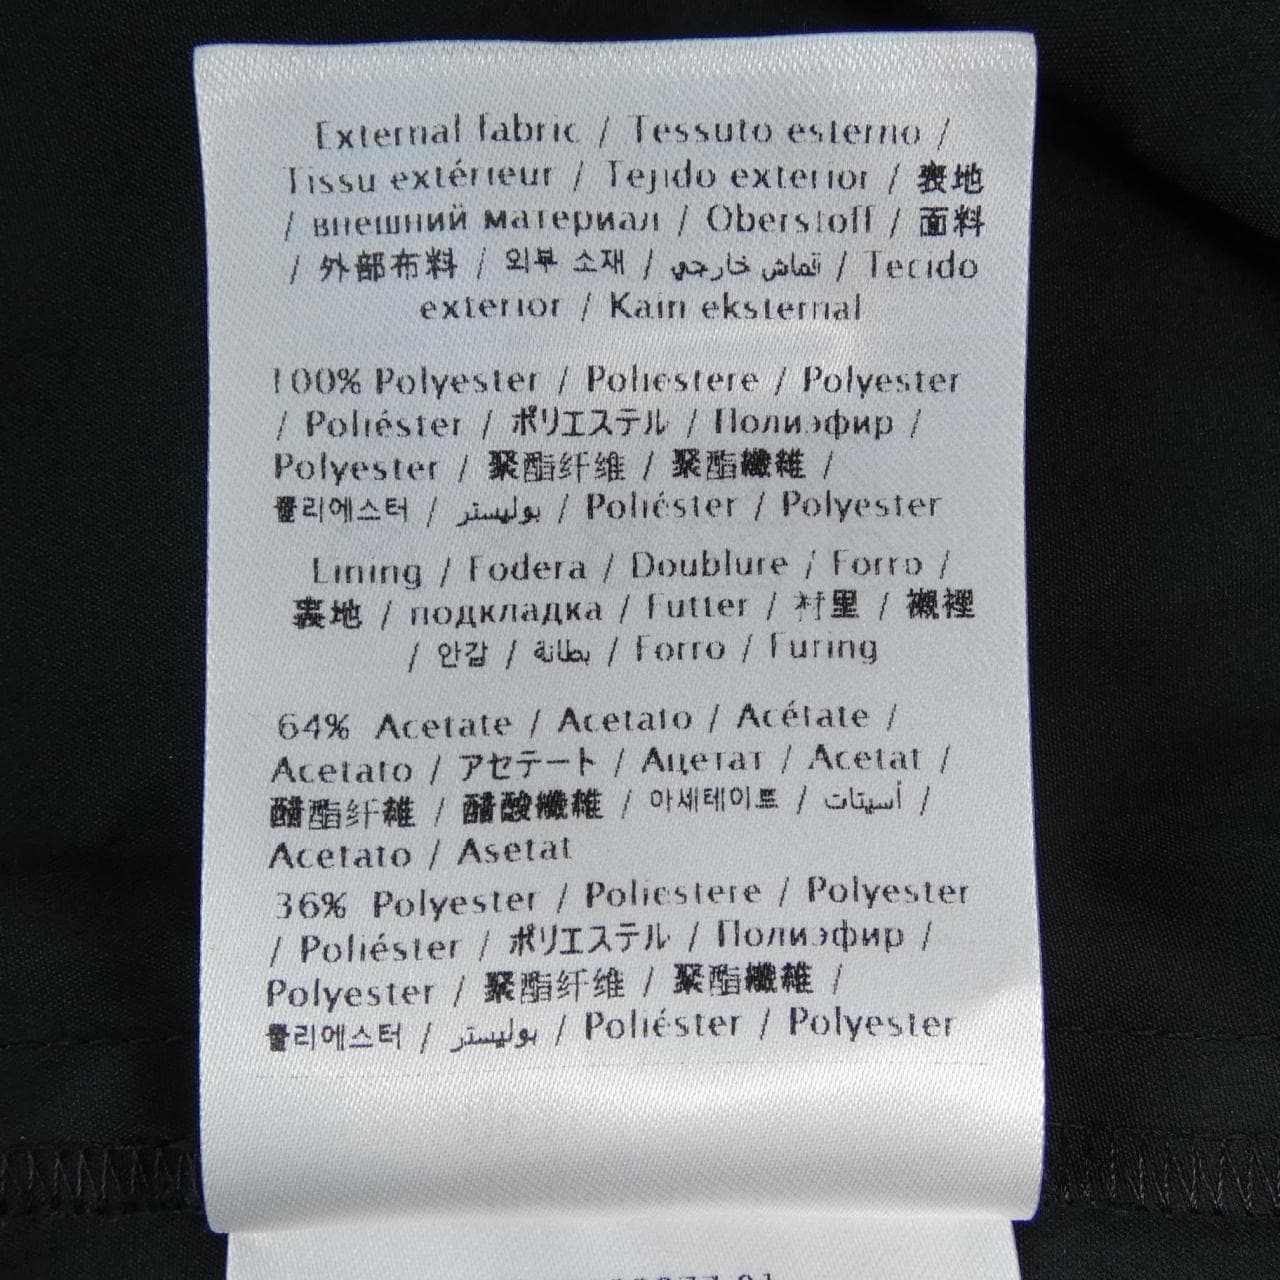 External fabric / Tessuto esterno /
Tissu extérieur / Tejido exterior / 表地
/ внешний материал / Oberstoff / 面料
/ 外部布料 / 외부 소재 / قماش خارجي / Tecido
exterior / Kain eksternal
100% Polyester / Poliestere / Polyester
/ Poliéster / ポリエステル / Полиэфир /
Polyester / 聚酯纤维 / 聚酯纖維 /
폴리에스터 / بوليستر / Poliéster / Polyester
Lining / Fodera / Doublure / Forro /
裏地 / подкладка / Futter / 衬里 / 襯裡
/ 안감 / بطانة / Forro / Furing
64% Acetate / Acetato / Acétate /
Acetato / アセテート / Ацетат / Acetat /
醋酯纤维 / 醋酸纖維 / 아세테이트 / أسيتات /
Acetato / Asetat
36% Polyester / Poliestere / Polyester
/ Poliéster / ポリエステル / Полиэфир /
Polyester / 聚酯纤维 / 聚酯纖維 /
폴리에스터 / بوليستر / Poliéster / Polyester